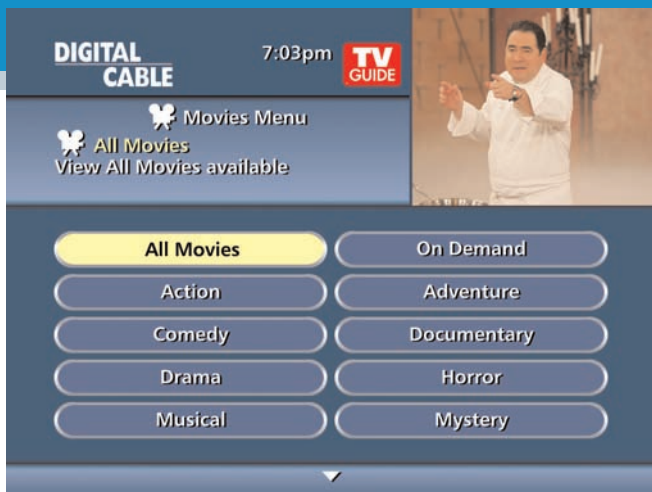 DIGITAL
CABLE
7:03pm
TV
GUIDE
Movies Menu
All Movies
View All Movies available
All Movies
On Demand
Action
Adventure
Comedy
Documentary
Drama
Horror
Musical
Mystery